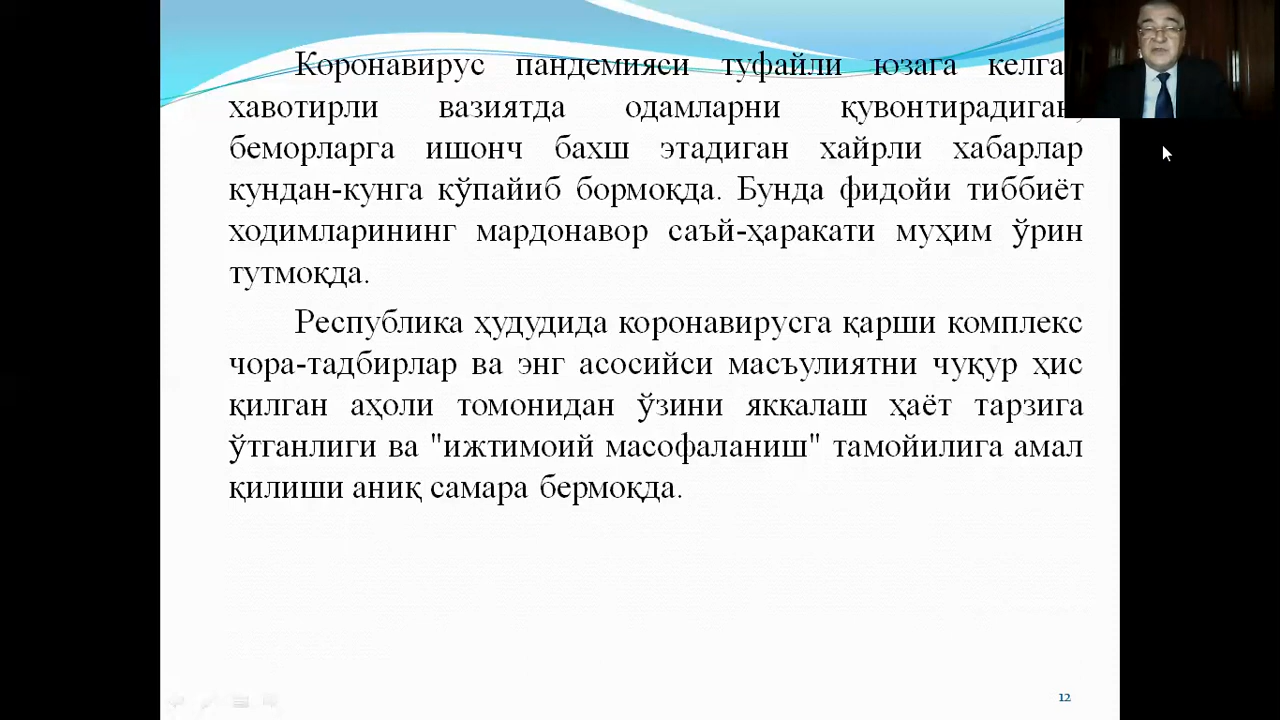 Коронавирус пандемияси туфайли юзага
хавотирли вазиятда одамларни
беморларга ишонч бахш этадиган хайрли хабарлар
кундан-кунга кўпайиб бормоқда. Бунда фидойи тиббиёт
ходимларининг мардонавор саъй-ҳаракати муҳим ўрин
тутмоқда.
Республика ҳудудида коронавирусга қарши комплекс
чора-тадбирлар ва энг асосийси масъулиятни чуқур ҳис
қилган аҳоли томонидан ўзини яккалаш ҳаёт тарзига
ўтганлиги ва "ижтимоий масофаланиш" тамойилига амал
қилиши аниқ самара бермоқда.
12